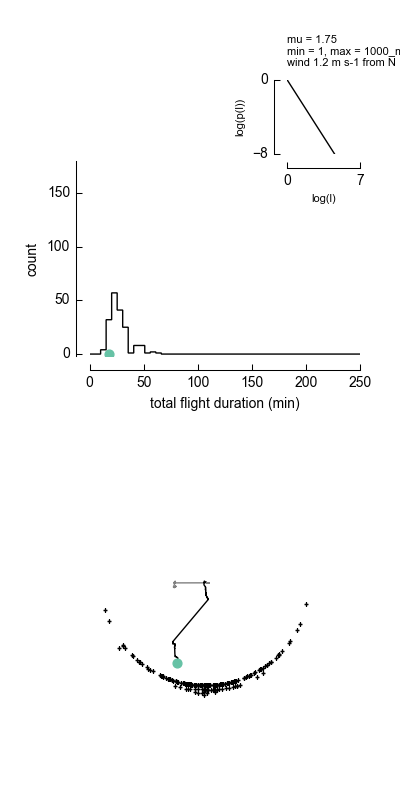 mu = 1.75
min = 1, max = 1000_m
wind 1.2 m s-1 from N
0
log(p(l))
−8
0 7
log(l)
150
count
100
50
0
0 50 100 150 200 250
total flight duration (min)